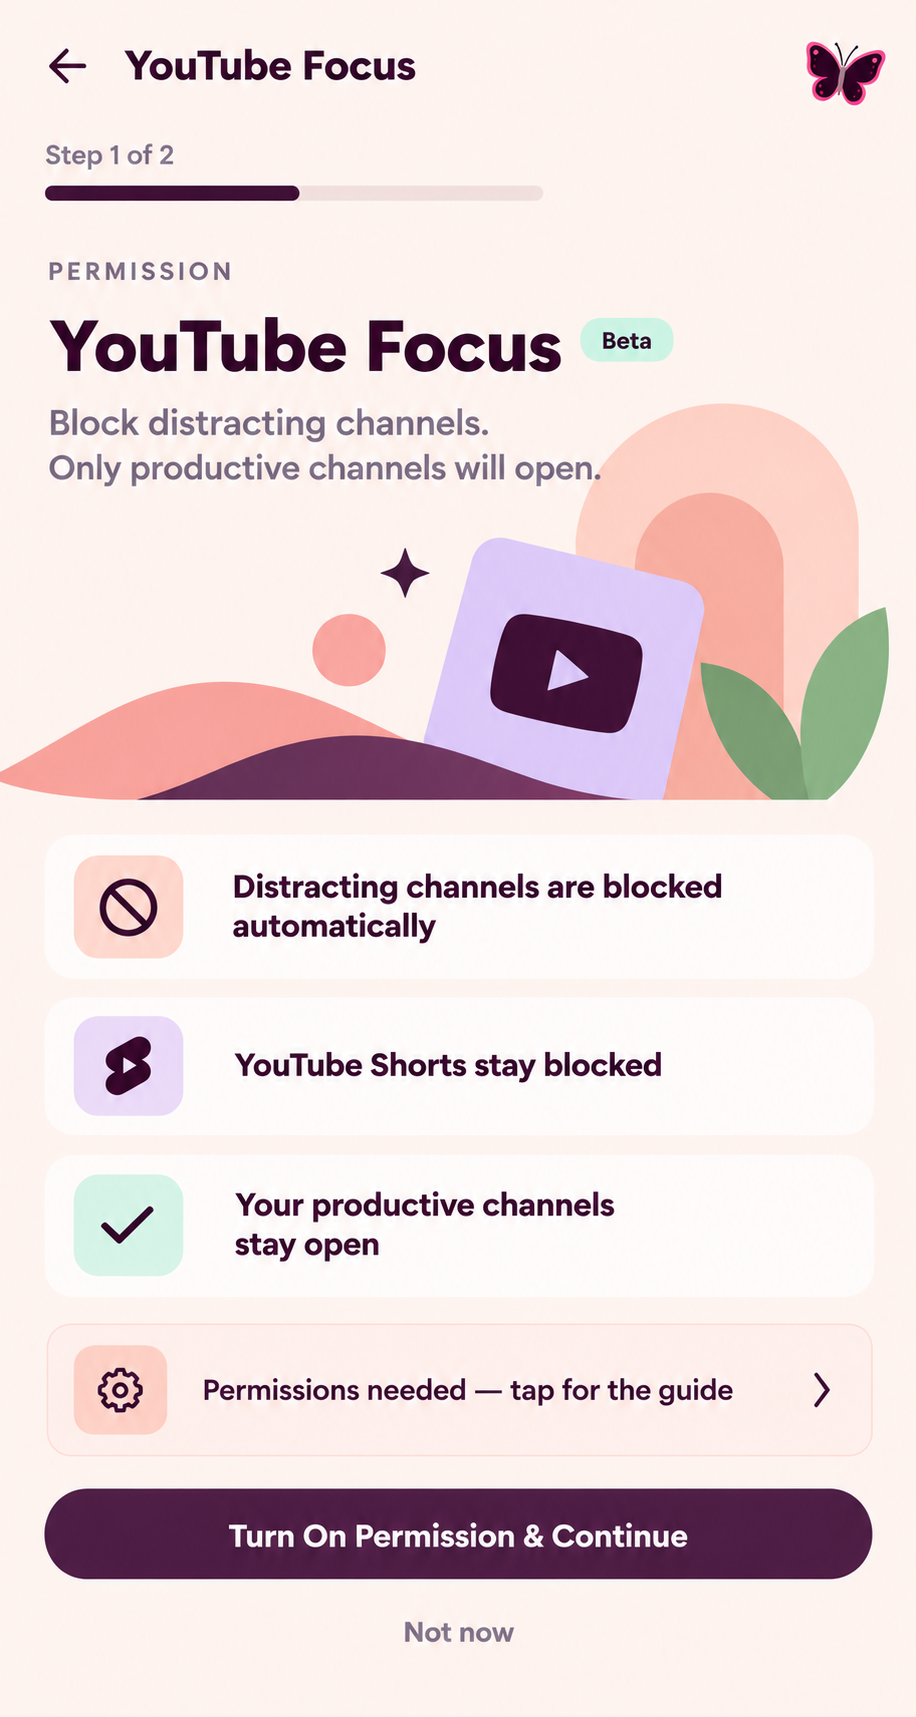 YouTube Focus
Step 1 of 2
PERMISSION
YouTube Focus Beta
Block distracting channels.
Only productive channels will open.
Distracting channels are blocked
automatically
YouTube Shorts stay blocked
Your productive channels
stay open
Permissions needed — tap for the guide
Turn On Permission & Continue
Not now